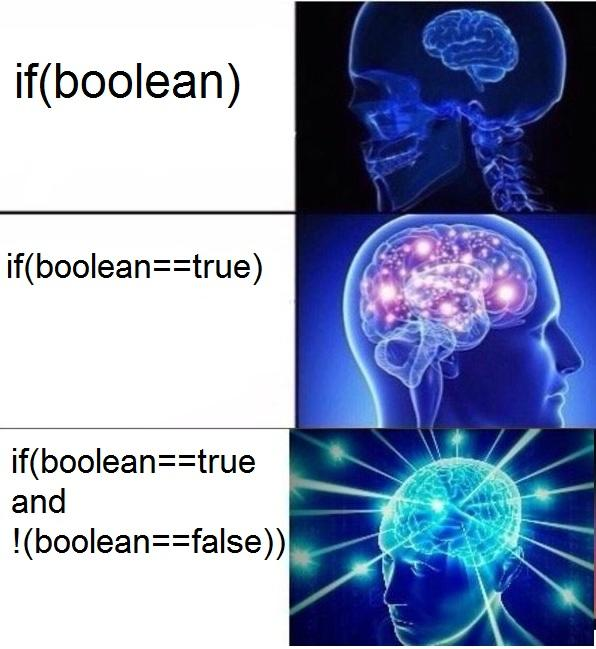 if(boolean)
if(boolean==true)
if(boolean==true
and
!(boolean==false))